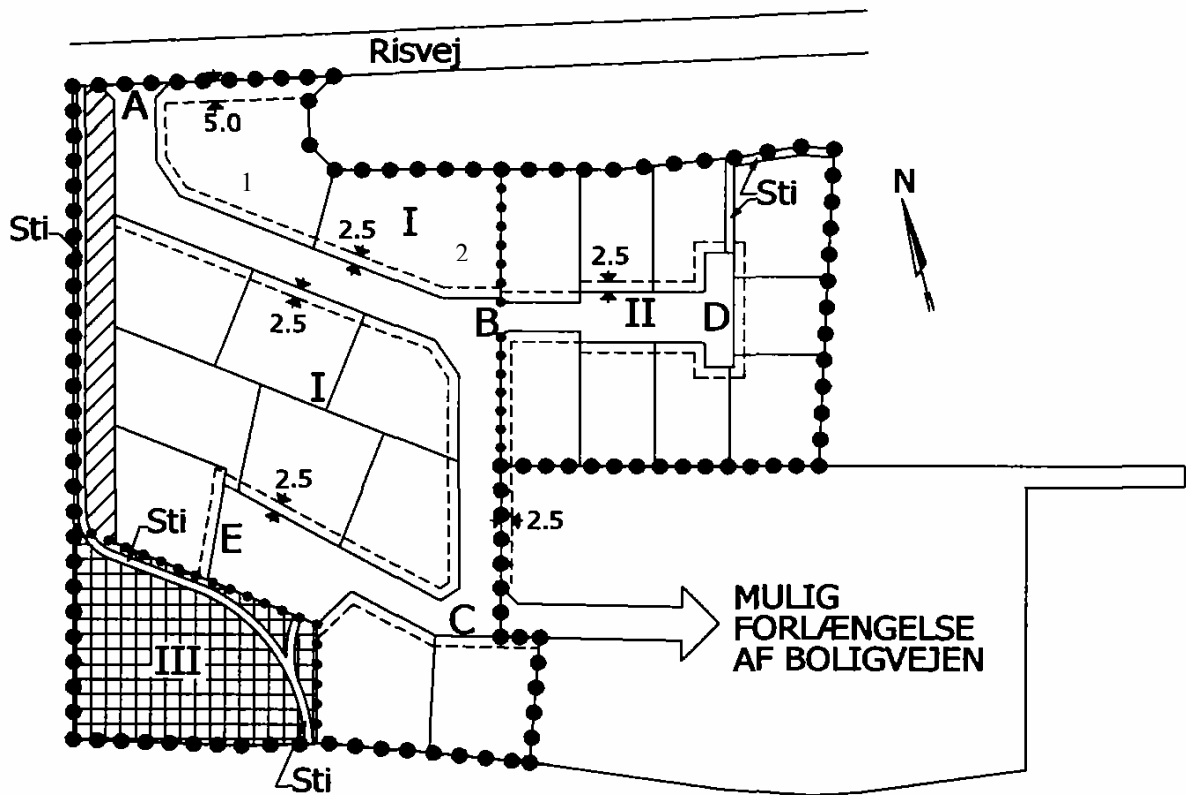 Risvej
A
5.0
Sti
N
1
I
Sti
2.5
2
2.5
II
D
B
2.5
I
2.5
2.5
E
Sti
C
MULIG
FORLÆNGELSE
AF BOLIGVEJEN
III
Sti